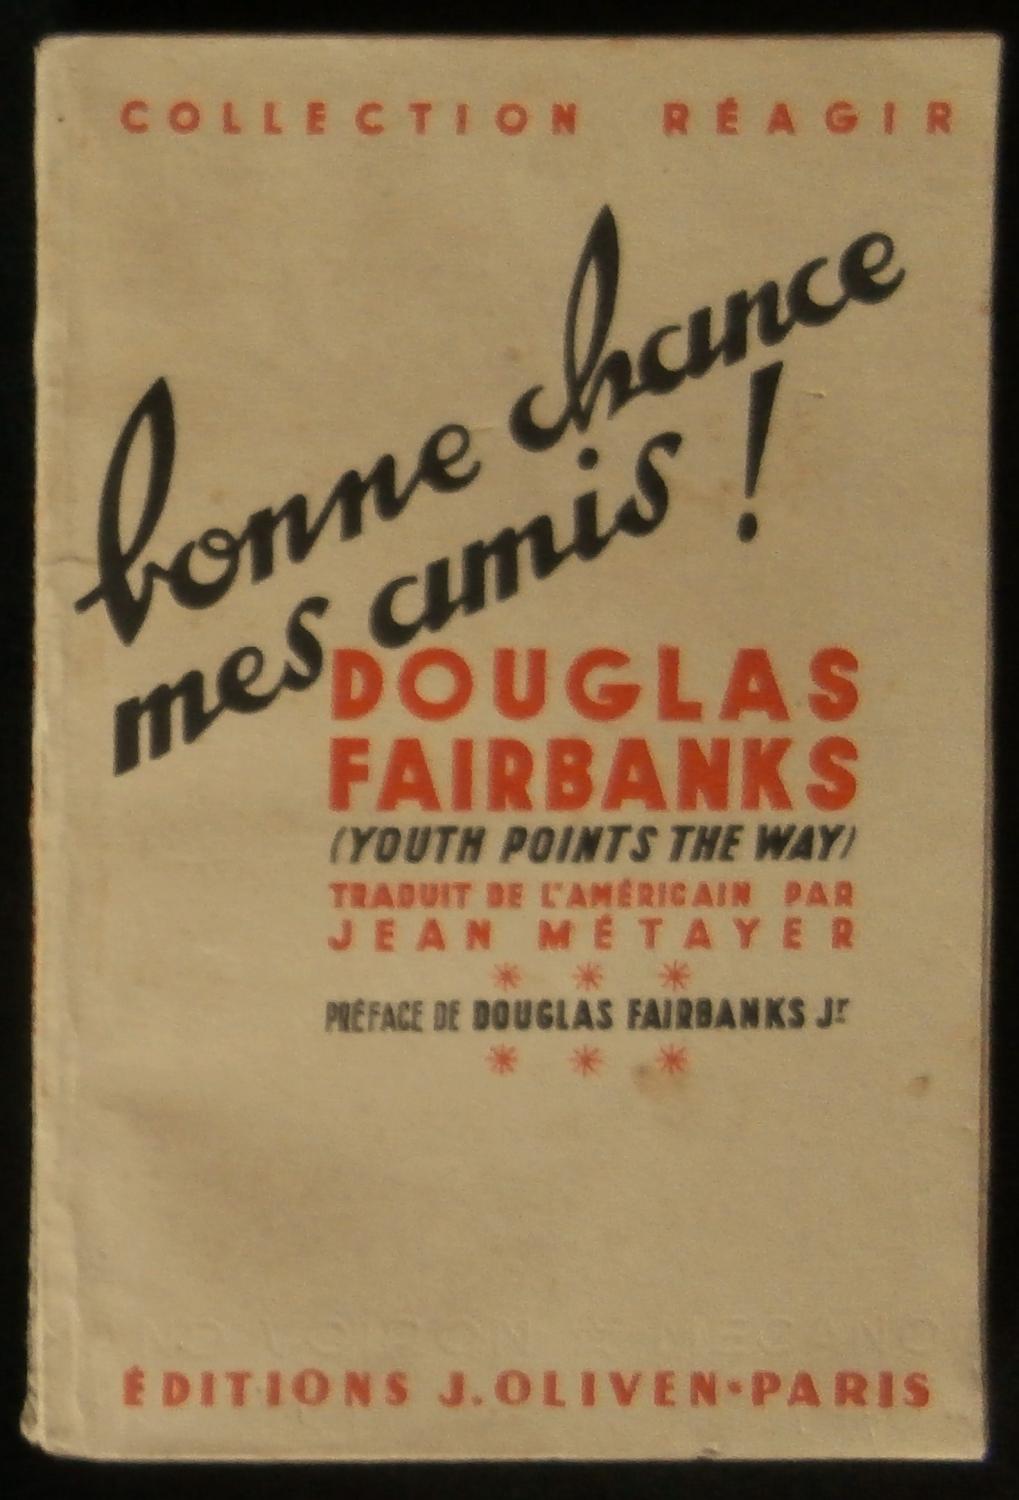 COLLECTION RÉAGIR
bonne chance
mes amis !
DOUGLAS
FAIRBANKS
(YOUTH POINTS THE WAY)
TRADUIT DE L'AMÉRICAIN PAR
JEAN MÉTAYER
* * *
PRÉFACE DE DOUGLAS FAIRBANKS Jr
* * *
ÉDITIONS J. OLIVEN * PARIS